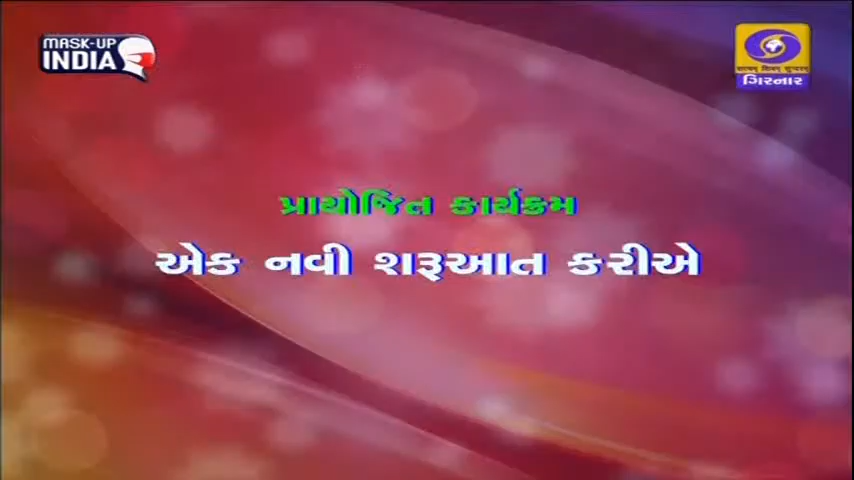 MASK-UP
INDIA
ગિરનાર
પ્રાયોજિત કાર્યક્રમ
એક નવી શરૂઆત કરીએ